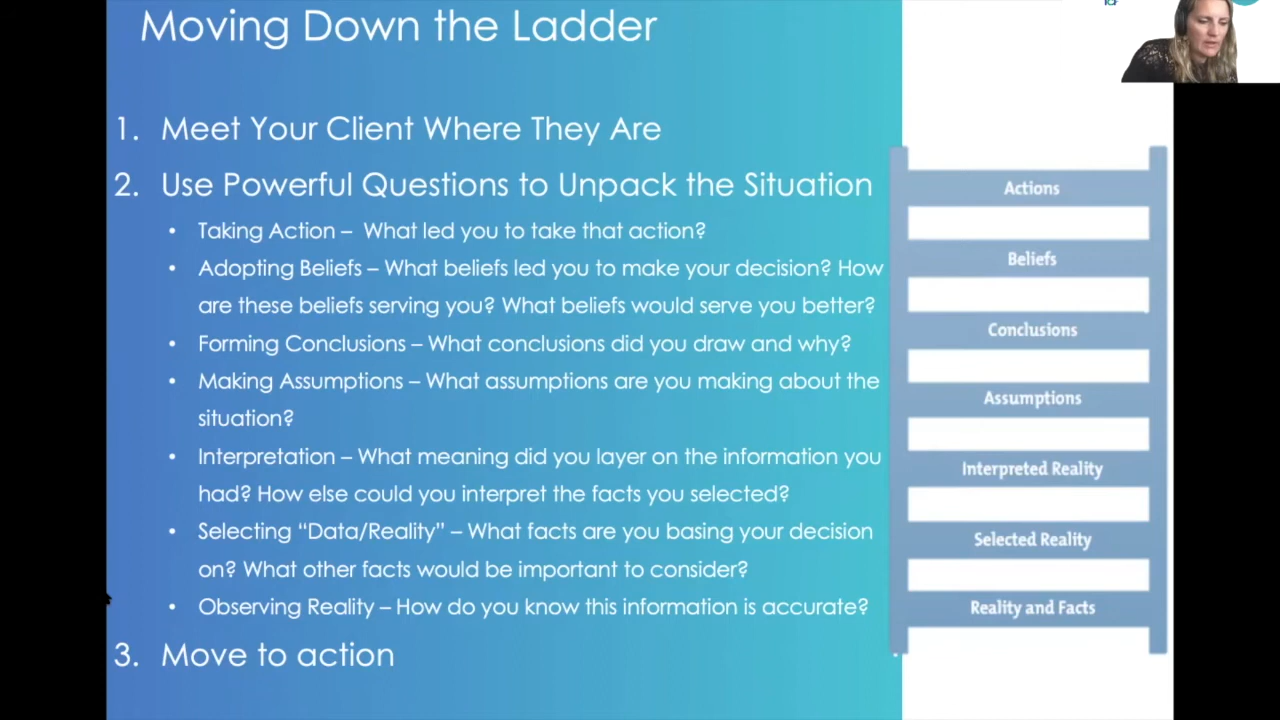 Moving Down the Ladder
1. Meet Your Client Where They Are
2. Use Powerful Questions to Unpack the Situation
• Taking Action – What led you to take that action?
• Adopting Beliefs – What beliefs led you to make your decision? How
are these beliefs serving you? What beliefs would serve you better?
• Forming Conclusions – What conclusions did you draw and why?
• Making Assumptions – What assumptions are you making about the
situation?
• Interpretation – What meaning did you layer on the information you
had? How else could you interpret the facts you selected?
• Selecting “Data/Reality” – What facts are you basing your decision
on? What other facts would be important to consider?
• Observing Reality – How do you know this information is accurate?
3. Move to action
Actions
Beliefs
Conclusions
Assumptions
Interpreted Reality
Selected Reality
Reality and Facts